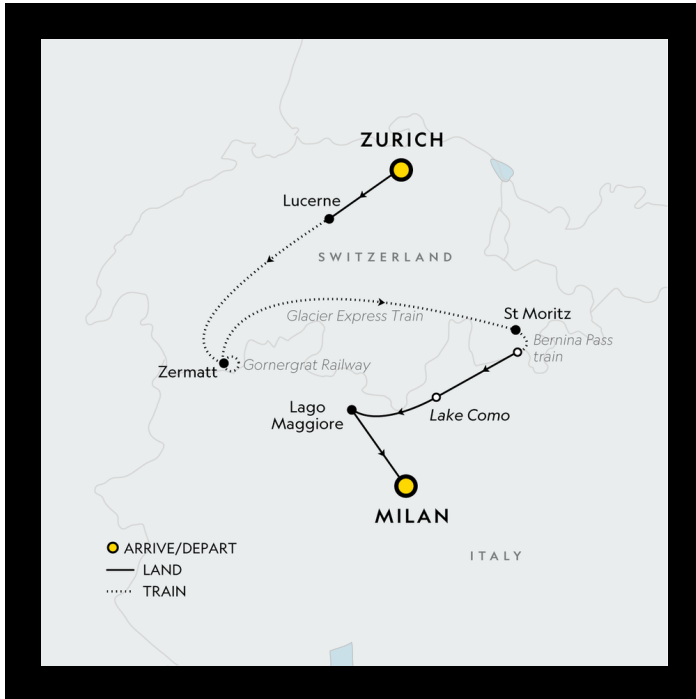 ZURICH
Lucerne
SWITZERLAND
St Moritz
Glacier Express Train
Bernina Pass
train
Gornergrat Railway
Zermatt
Lago
Maggiore
Lake Como
MILAN
ITALY
ARRIVE/DEPART
LAND
TRAIN